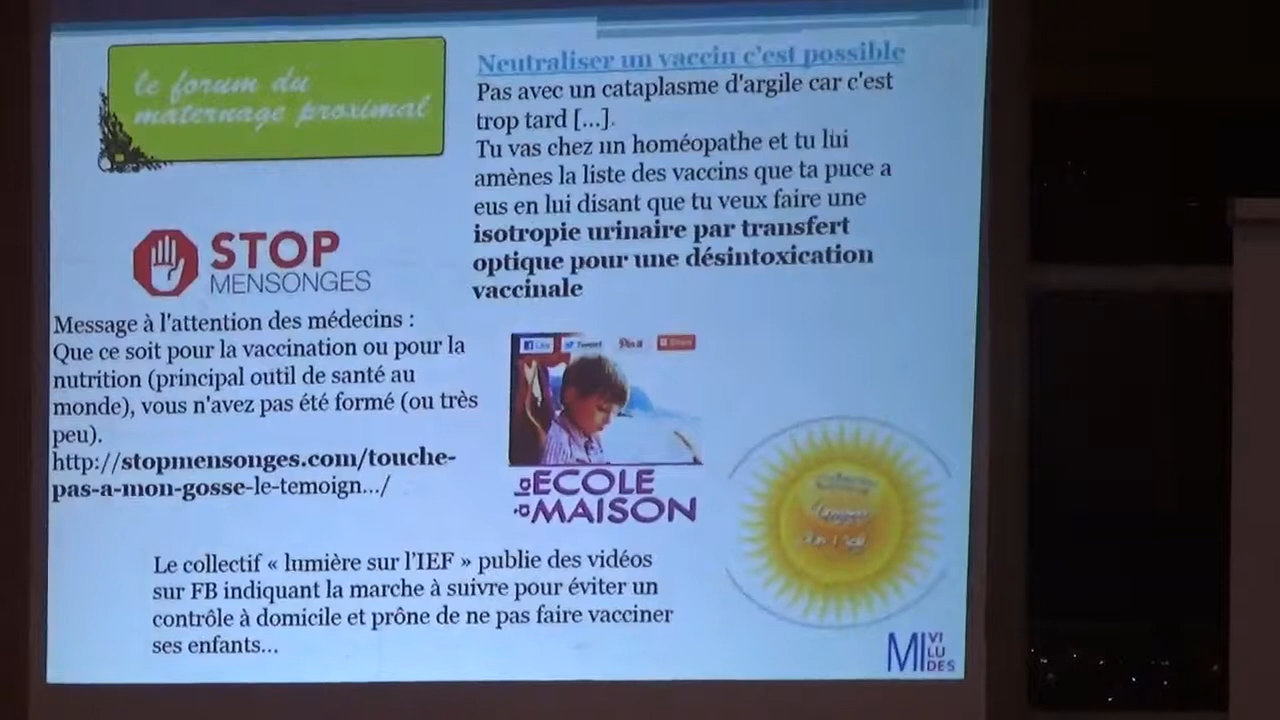 le forum du
maternage proximal
Neutraliser un vaccin c'est possible
Pas avec un cataplasme d'argile car c'est
trop tard [...].
Tu vas chez un homéopathe et tu lui
amènes la liste des vaccins que ta puce a
eus en lui disant que tu veux faire une
isotropie urinaire par transfert
optique pour une désintoxication
vaccinale
STOP
MENSONGES
Message à l'attention des médecins :
Que ce soit pour la vaccination ou pour la
nutrition (principal outil de santé au
monde), vous n'avez pas été formé (ou très
peu).
http://stopmensonges.com/touche-
pas-a-mon-gosse-le-temoign.../
Like Tweet Pin it Share
L'ECOLE
À LA MAISON
Le collectif « lumière sur l'IEF » publie des vidéos
sur FB indiquant la marche à suivre pour éviter un
contrôle à domicile et prône de ne pas faire vacciner
ses enfants...
MIVILUDES